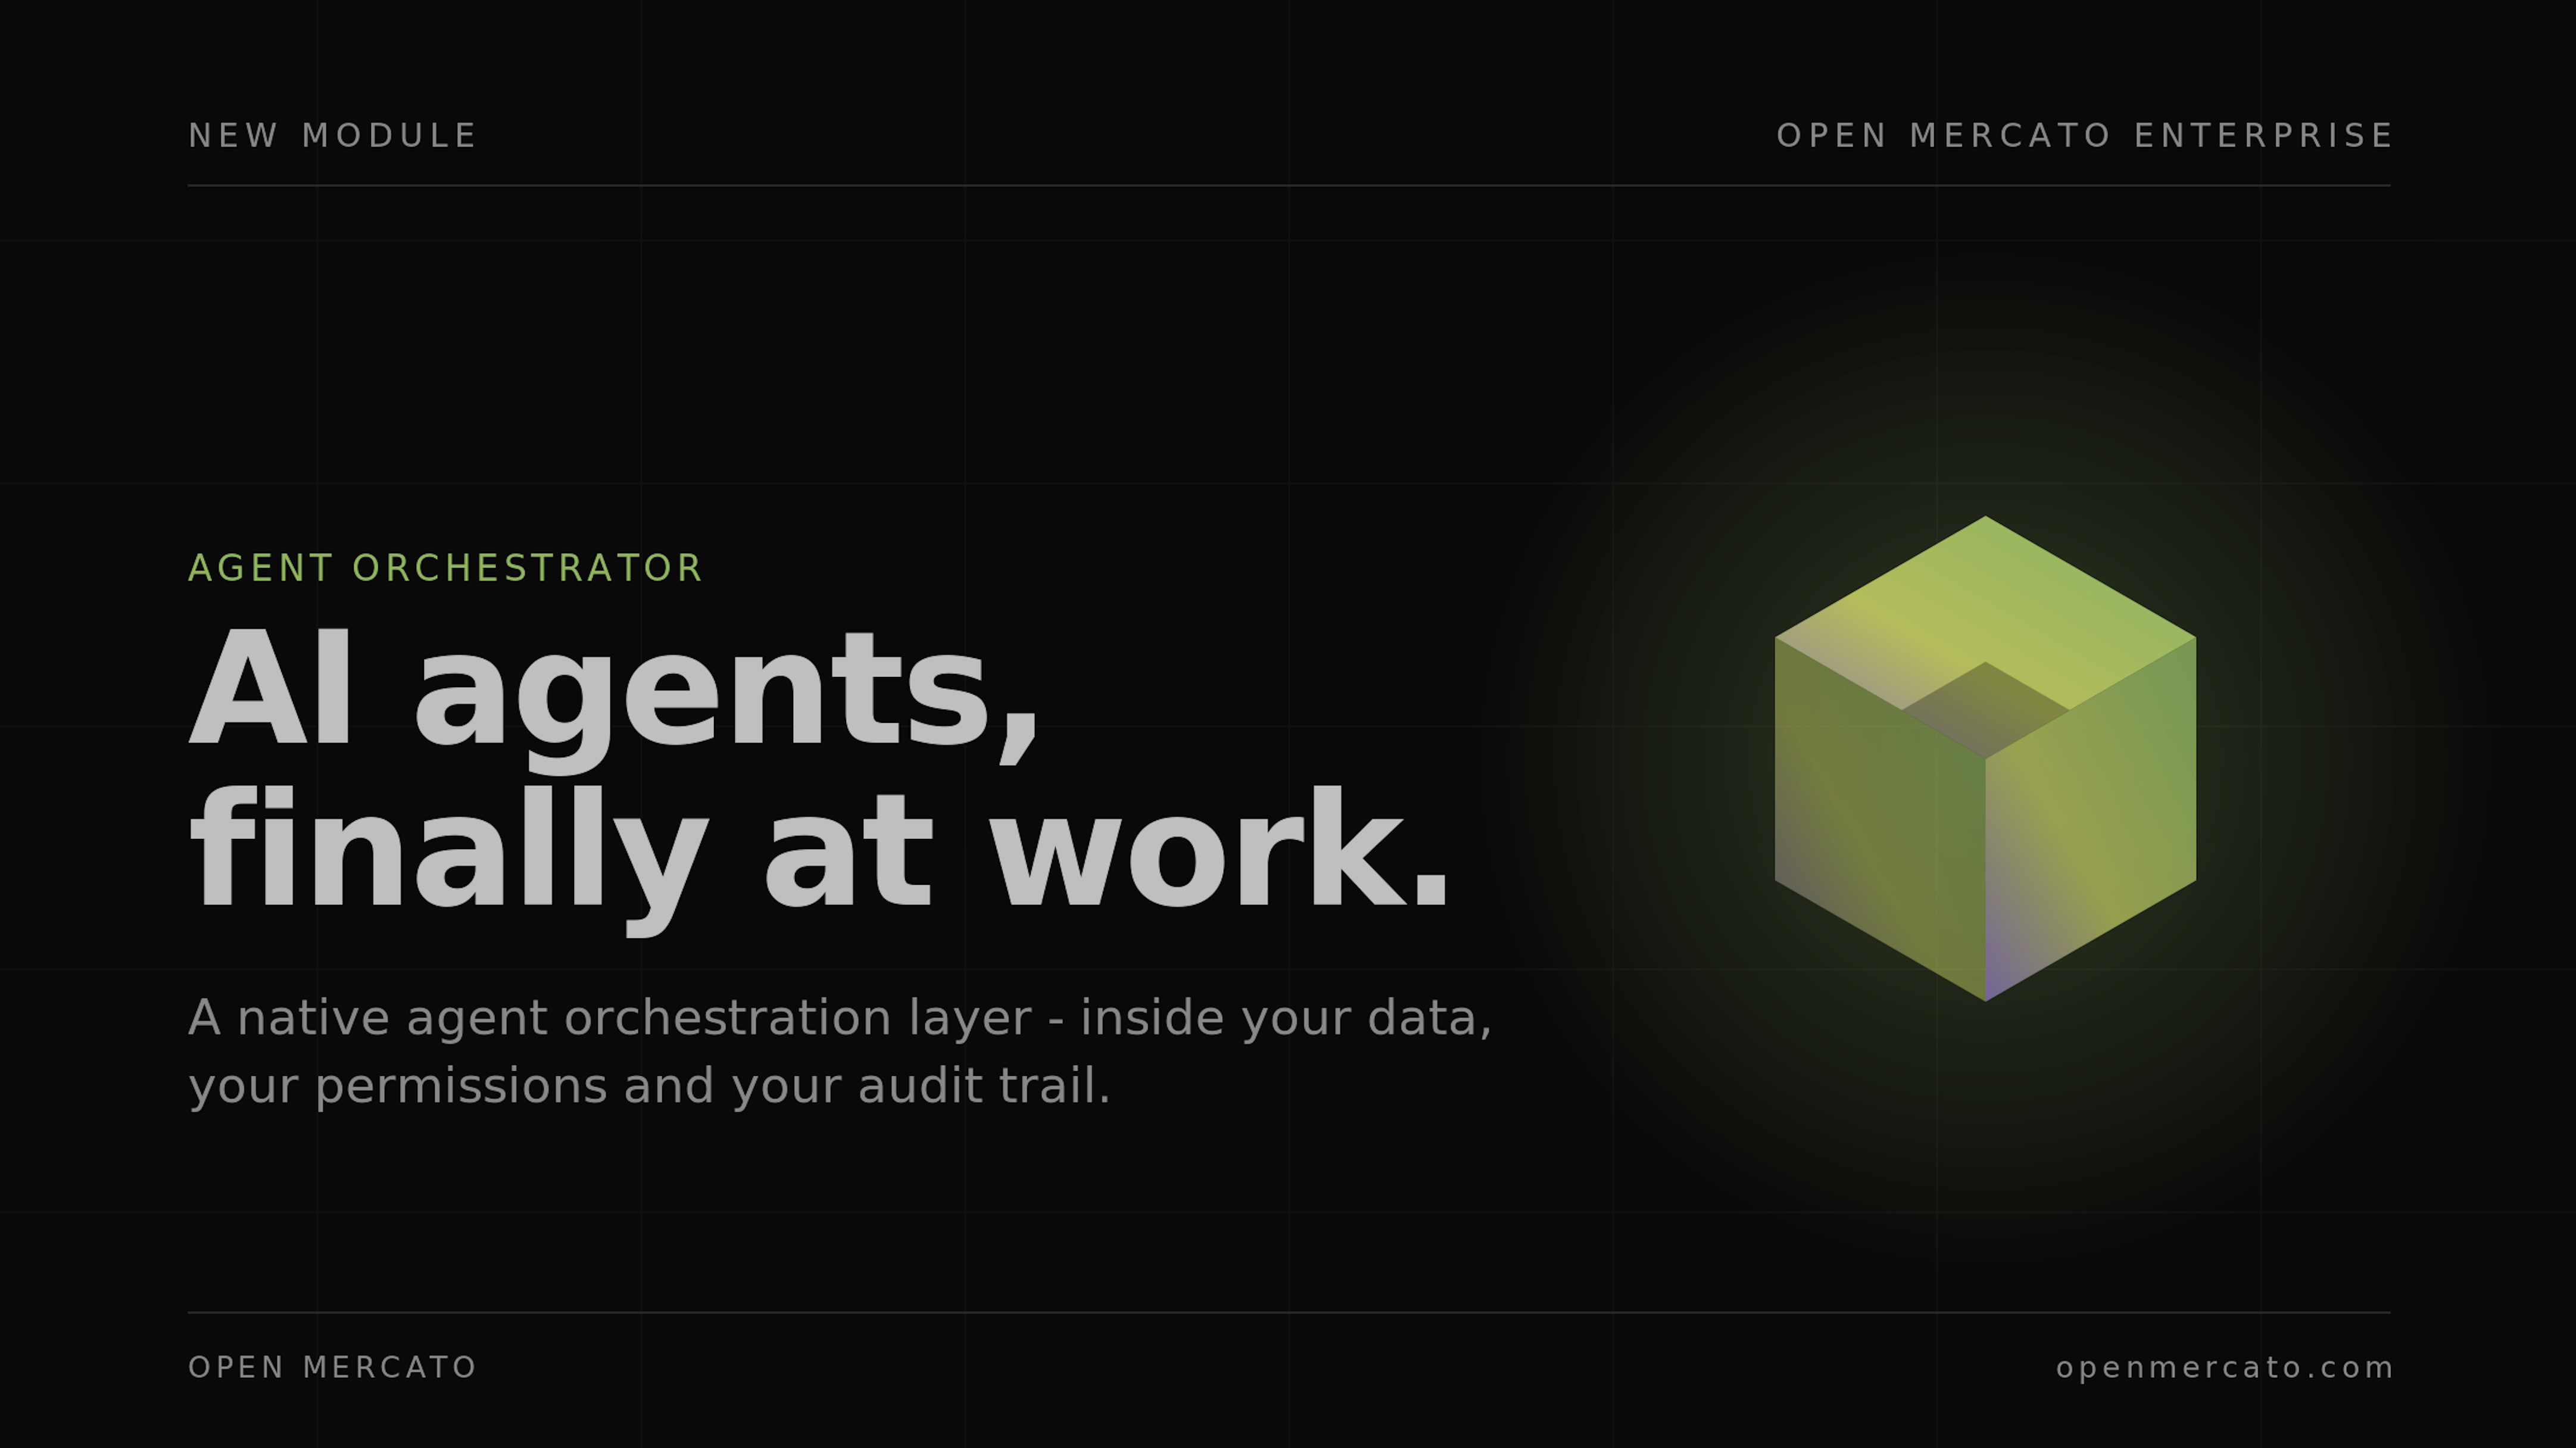 NEW MODULE
OPEN MERCATO ENTERPRISE
AGENT ORCHESTRATOR
AI agents,
finally at work.
A native agent orchestration layer - inside your data,
your permissions and your audit trail.
OPEN MERCATO
openmercato.com